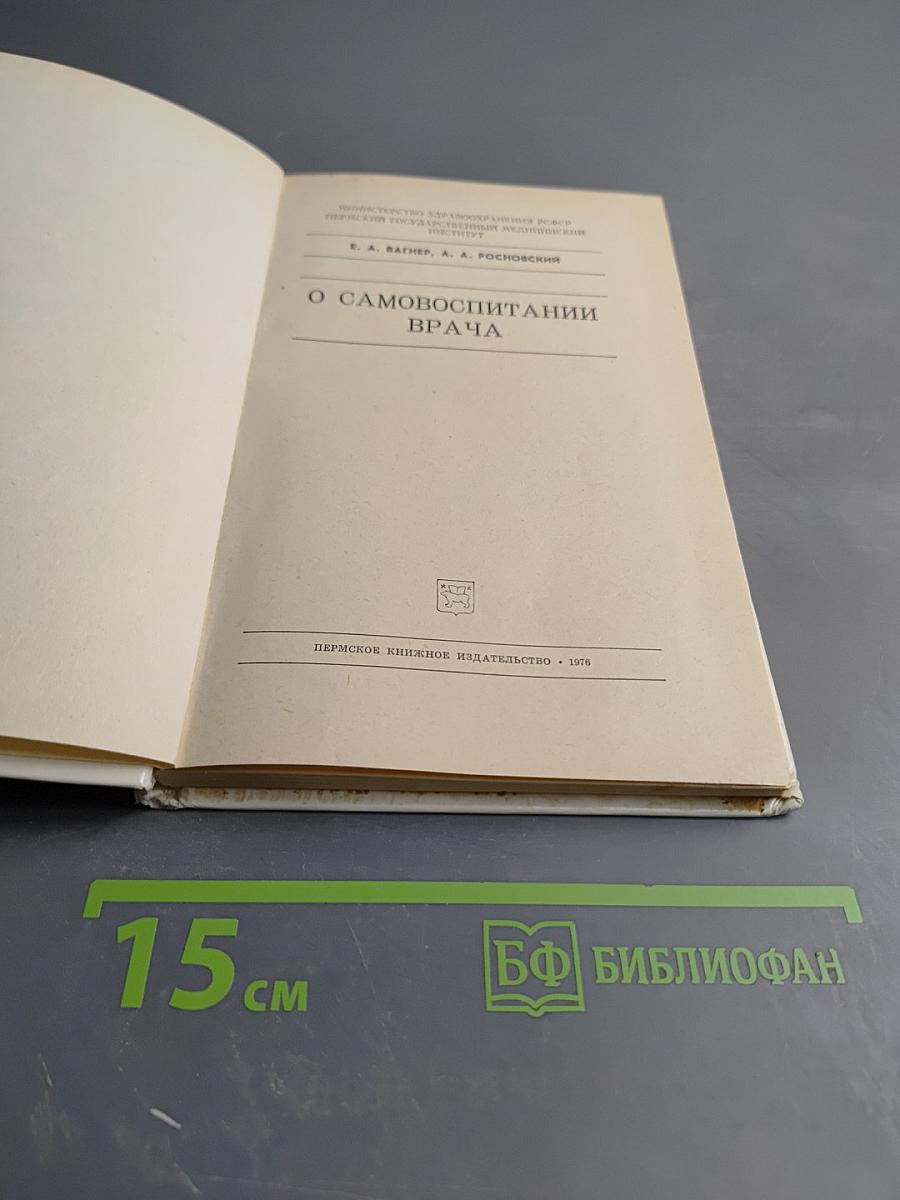 МИНИСТЕРСТВО ЗДРАВООХРАНЕНИЯ РСФСР
ПЕРМСКИЙ ГОСУДАРСТВЕННЫЙ МЕДИЦИНСКИЙ
ИНСТИТУТ
Е. А. ВАГНЕР, А. А. РОСНОВСКИЙ
О САМОВОСПИТАНИИ
ВРАЧА
ПЕРМСКОЕ КНИЖНОЕ ИЗДАТЕЛЬСТВО • 1976
15 см
БФ БИБЛИОФАН